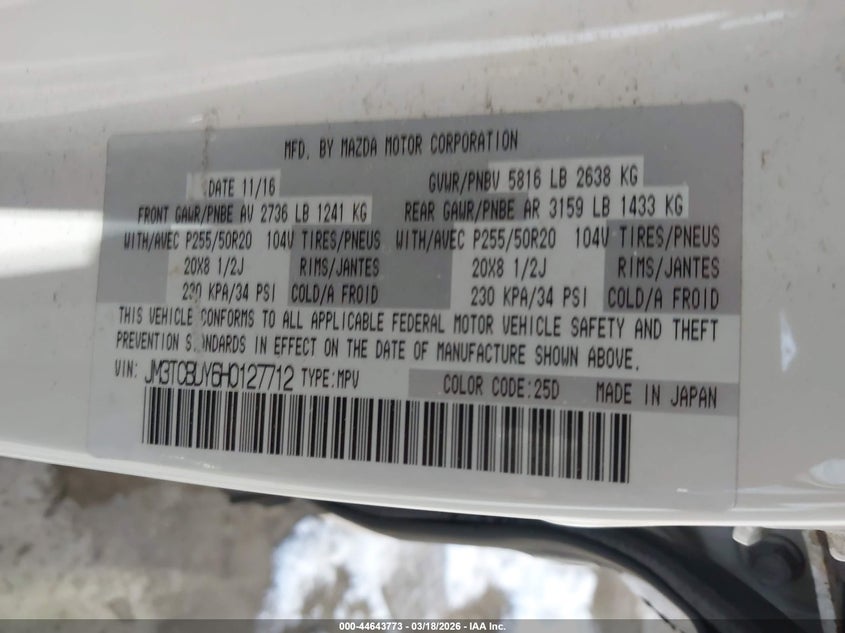 MFD. BY MAZDA MOTOR CORPORATION
DATE 11/16 GVWR/PNBV 5816 LB 2638 KG
FRONT GAWR/PNBE AV 2736 LB 1241 KG REAR GAWR/PNBE AR 3159 LB 1433 KG
WITH/AVEC P255/50R20 104V TIRES/PNEUS WITH/AVEC P255/50R20 104V TIRES/PNEUS
20X8 1/2J RIMS/JANTES 20X8 1/2J RIMS/JANTES
230 KPA/34 PSI COLD/A FROID 230 KPA/34 PSI COLD/A FROID
THIS VEHICLE CONFORMS TO ALL APPLICABLE FEDERAL MOTOR VEHICLE SAFETY AND THEFT
PREVENTION STANDARDS IN EFFECT ON THE DATE OF MANUFACTURE SHOWN ABOVE.
VIN: JM3TCBDY6H0127712 TYPE:MPV COLOR CODE:25D MADE IN JAPAN
000-44643773 - 03/18/2026 - IAA Inc.